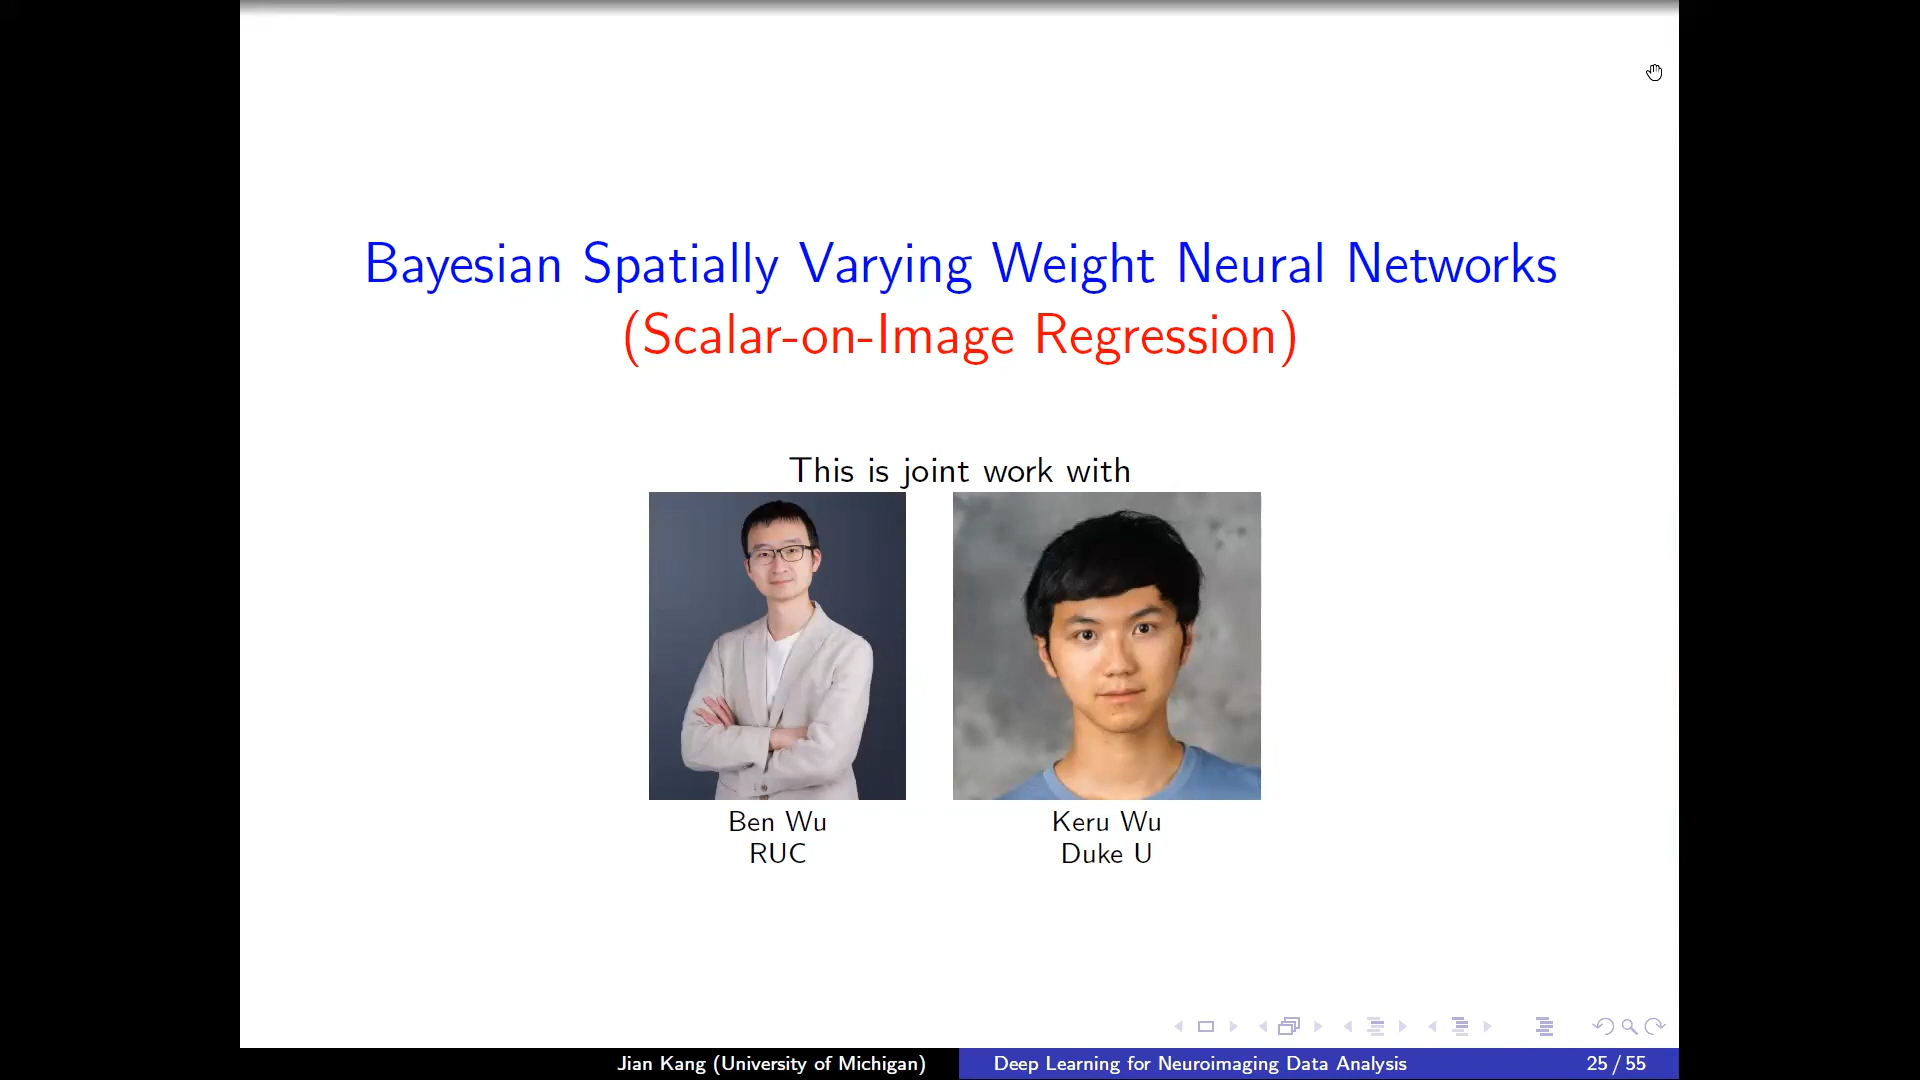 Bayesian Spatially Varying Weight Neural Networks
(Scalar-on-Image Regression)
This is joint work with
Ben Wu
RUC
Keru Wu
Duke U
Jian Kang (University of Michigan)
Deep Learning for Neuroimaging Data Analysis
25 / 55